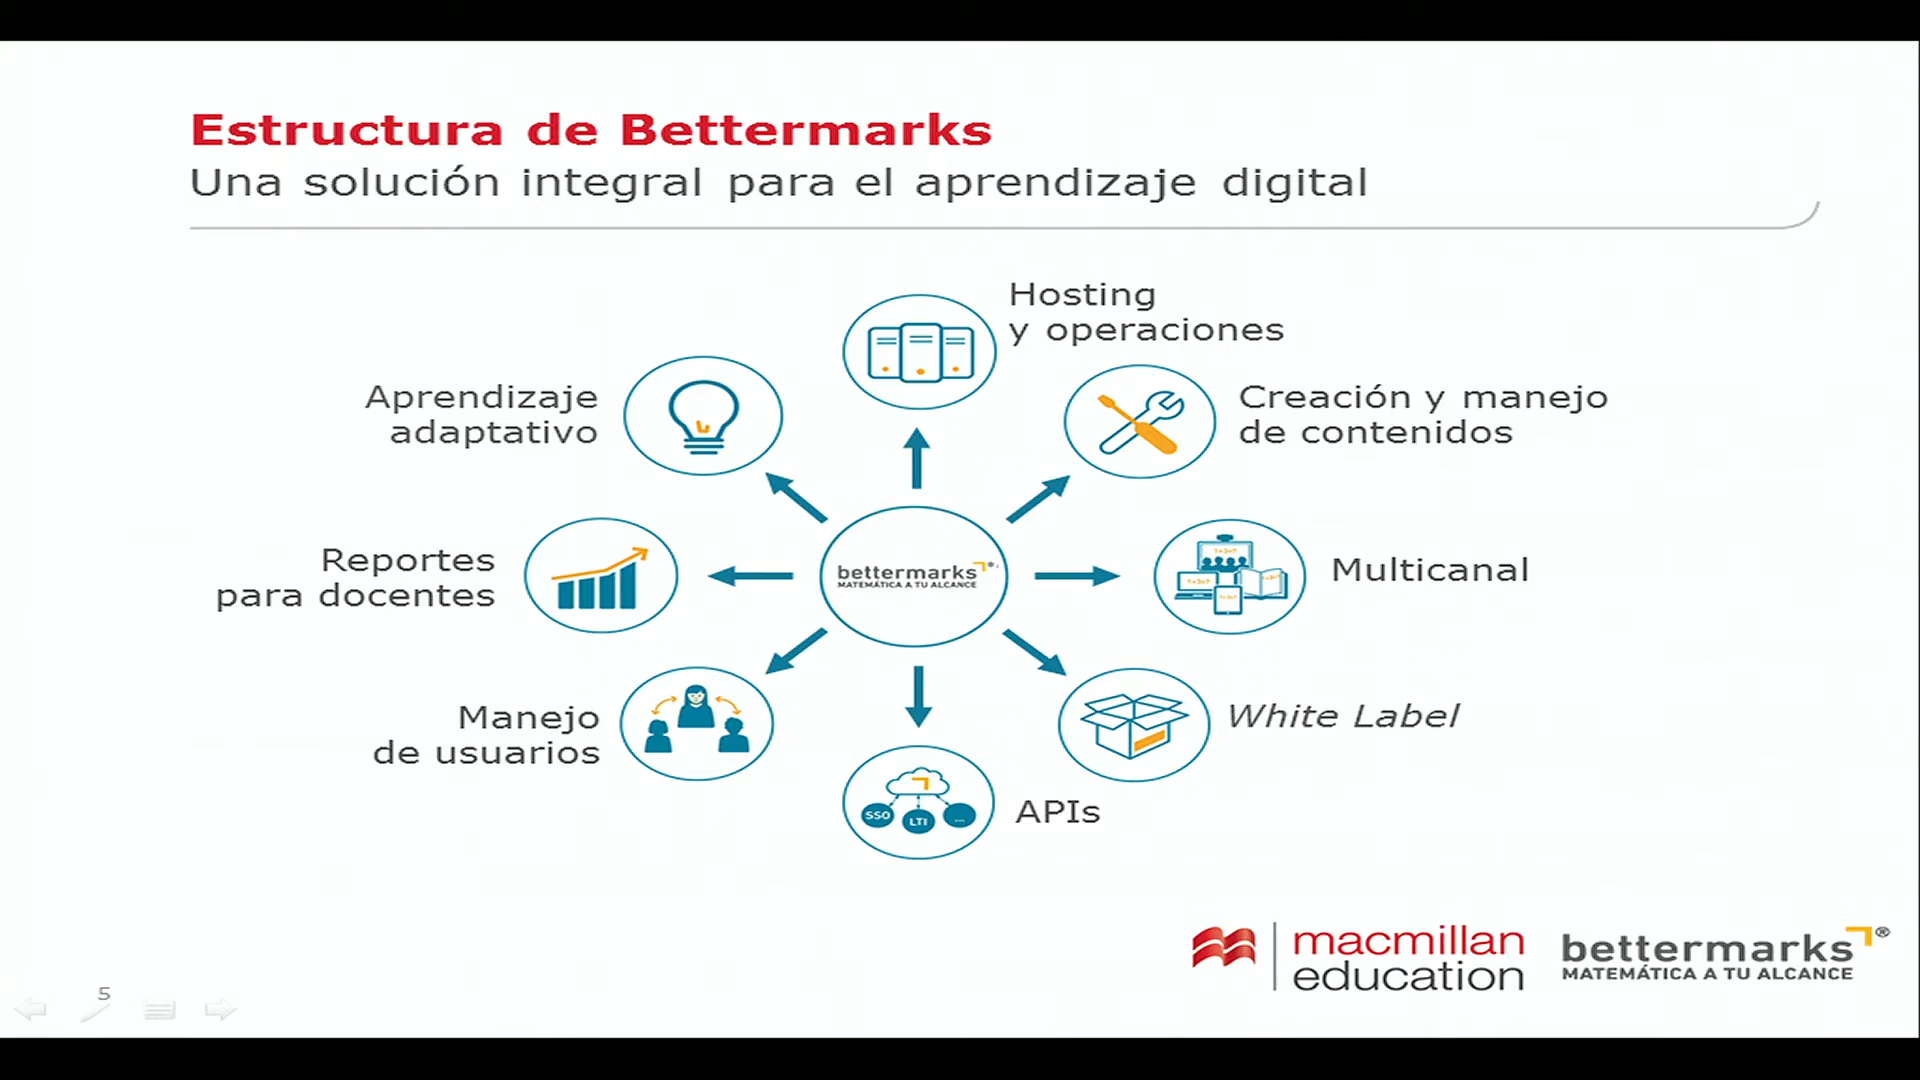 Estructura de Bettermarks
Una solución integral para el aprendizaje digital
Hosting
y operaciones
Aprendizaje
adaptativo
Creación y manejo
de contenidos
Reportes
para docentes
bettermarks®
MATEMÁTICA A TU ALCANCE
Multicanal
Manejo
de usuarios
White Label
SSO
LTI
...
APIs
macmillan
education
bettermarks®
MATEMÁTICA A TU ALCANCE
5